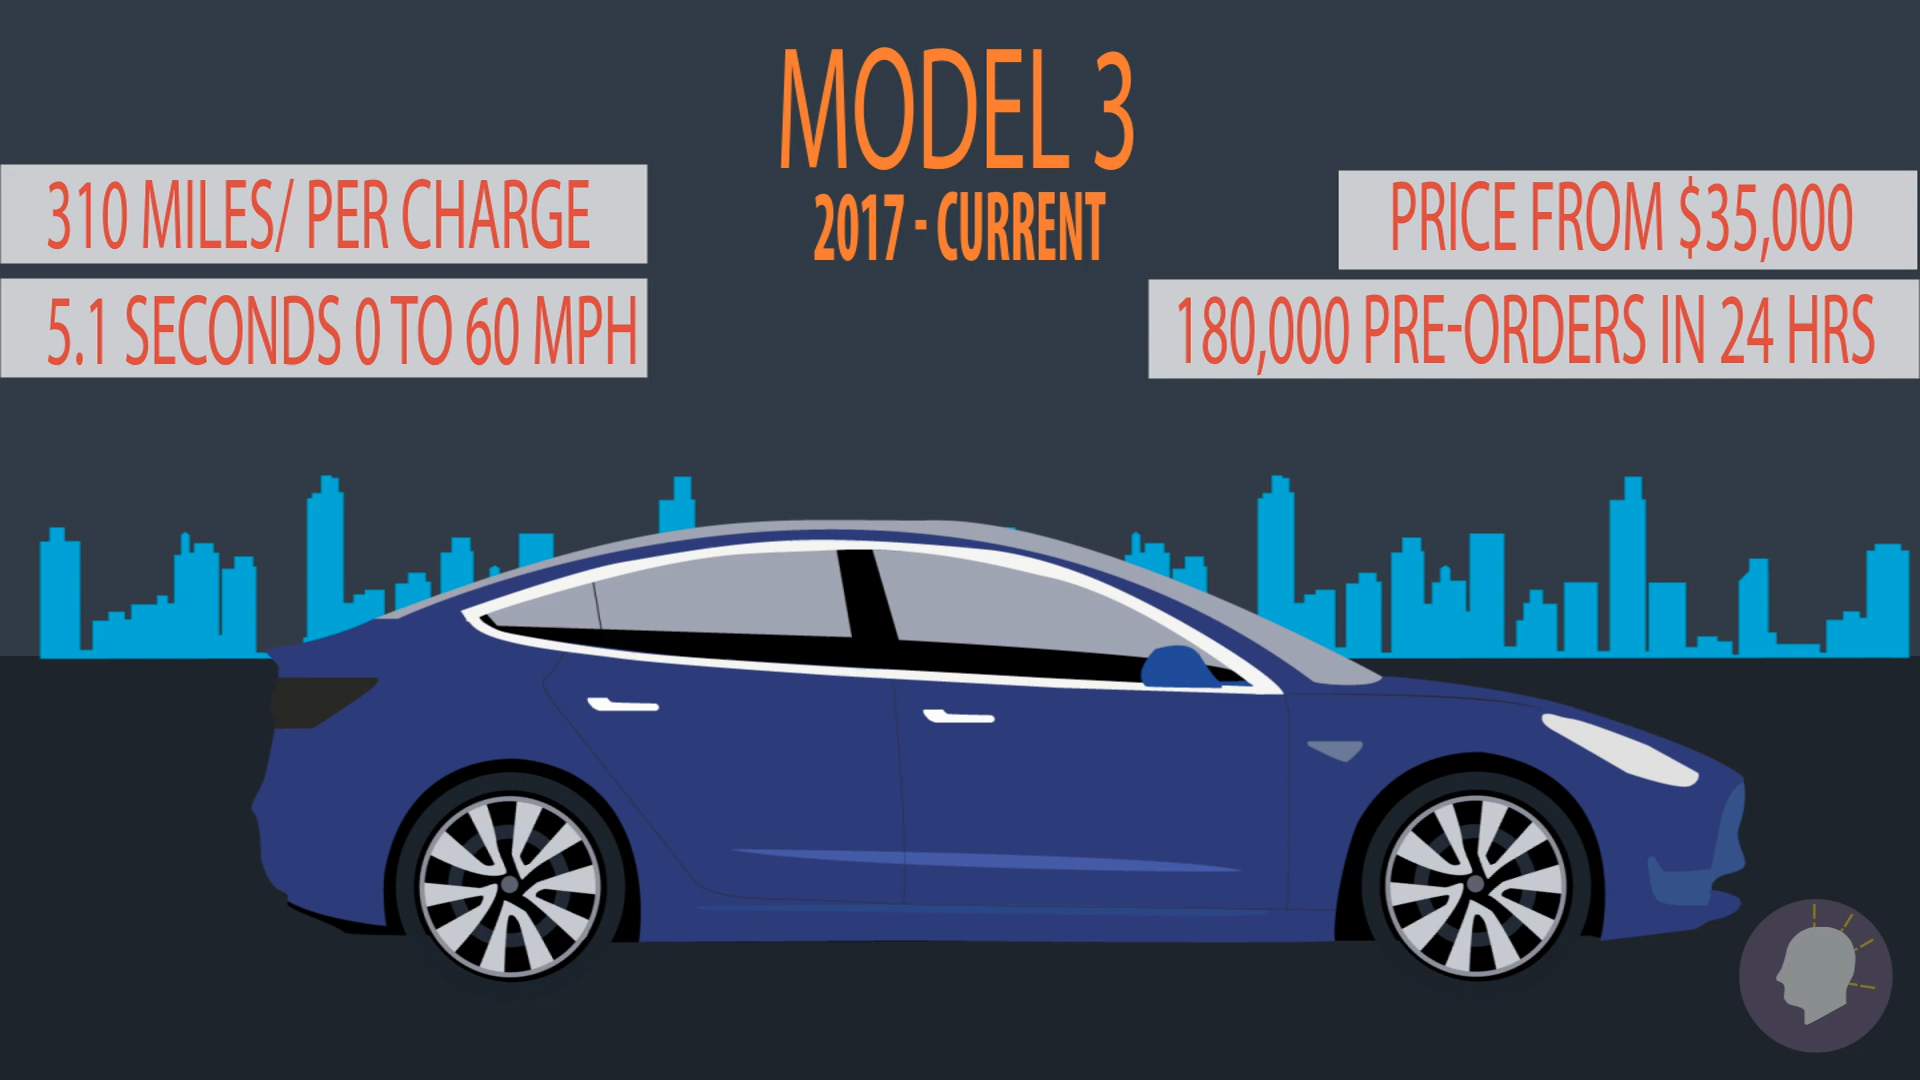 MODEL 3
2017 - CURRENT
310 MILES/ PER CHARGE
5.1 SECONDS 0 TO 60 MPH
PRICE FROM $35,000
180,000 PRE-ORDERS IN 24 HRS